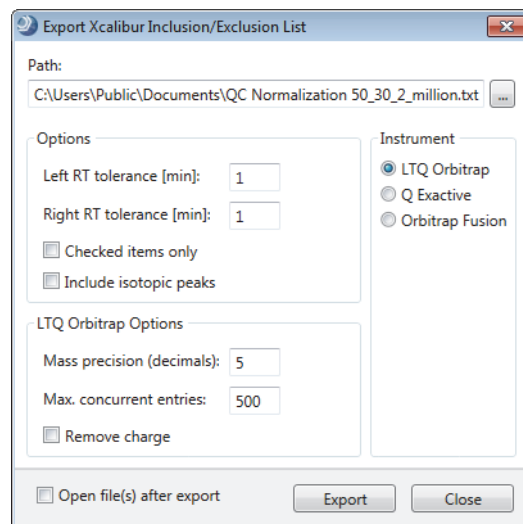 Export Xcalibur Inclusion/Exclusion List
Path:
C:\Users\Public\Documents\QC Normalization 50_30_2_million.txt ...
Options
Left RT tolerance [min]: 1
Right RT tolerance [min]: 1
Checked items only
Include isotopic peaks
Instrument
LTQ Orbitrap
Q Exactive
Orbitrap Fusion
LTQ Orbitrap Options
Mass precision (decimals): 5
Max. concurrent entries: 500
Remove charge
Open file(s) after export
Export
Close